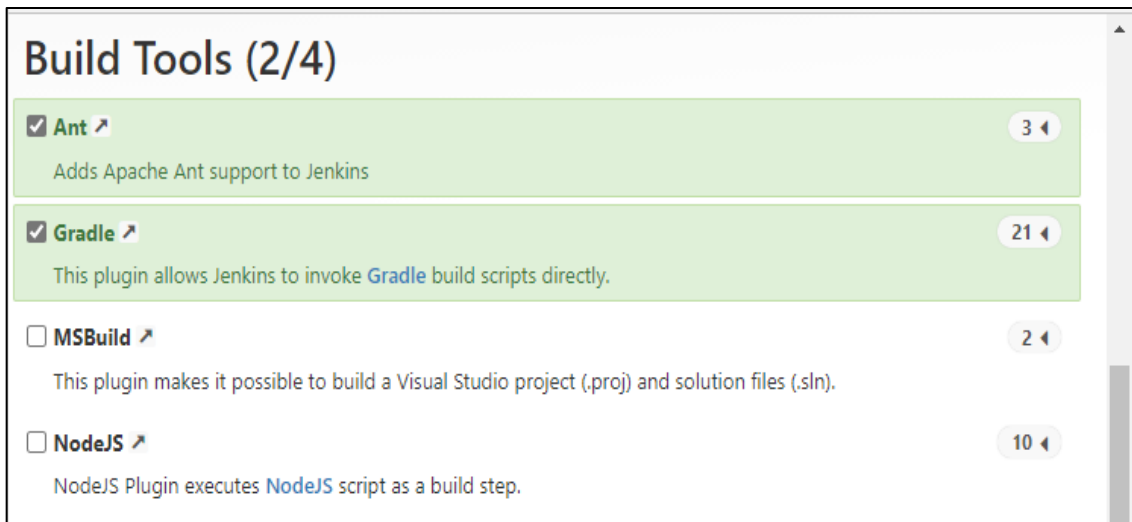 Build Tools (2/4)
Ant
3
Adds Apache Ant support to Jenkins
Gradle
21
This plugin allows Jenkins to invoke Gradle build scripts directly.
MSBuild
2
This plugin makes it possible to build a Visual Studio project (.proj) and solution files (.sln).
NodeJS
10
NodeJS Plugin executes NodeJS script as a build step.